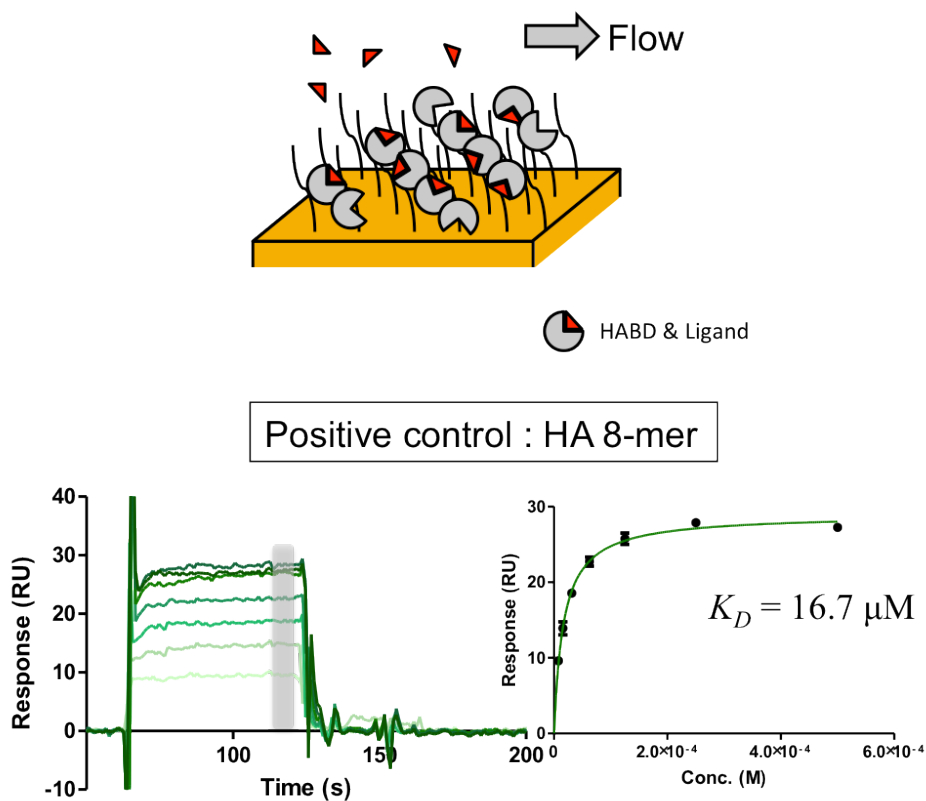 Flow
HABD & Ligand
Positive control : HA 8-mer
40
30
20
10
0
-10
Response (RU)
100
150
200
Time (s)
30
20
10
0
Response (RU)
K_D = 16.7 μM
0
2.0×10⁻⁴
4.0×10⁻⁴
6.0×10⁻⁴
Conc. (M)